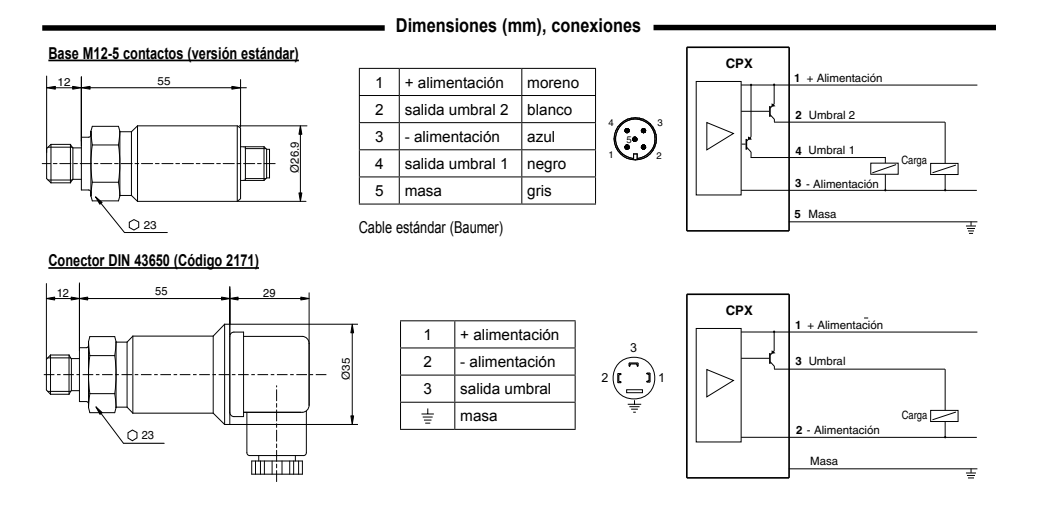 Dimensiones (mm), conexiones
Base M12-5 contactos (versión estándar)
12
55
Ø26.9
23
1 + alimentación moreno
2 salida umbral 2 blanco
3 - alimentación azul
4 salida umbral 1 negro
5 masa gris
Cable estándar (Baumer)
4
3
5
1
2
CPX
1 + Alimentación
2 Umbral 2
4 Umbral 1
Carga
3 - Alimentación
5 Masa
Conector DIN 43650 (Código 2171)
12
55
29
Ø35
23
1 + alimentación
2 - alimentación
3 salida umbral
masa
3
2
1
CPX
1 + Alimentación
3 Umbral
Carga
2 - Alimentación
Masa